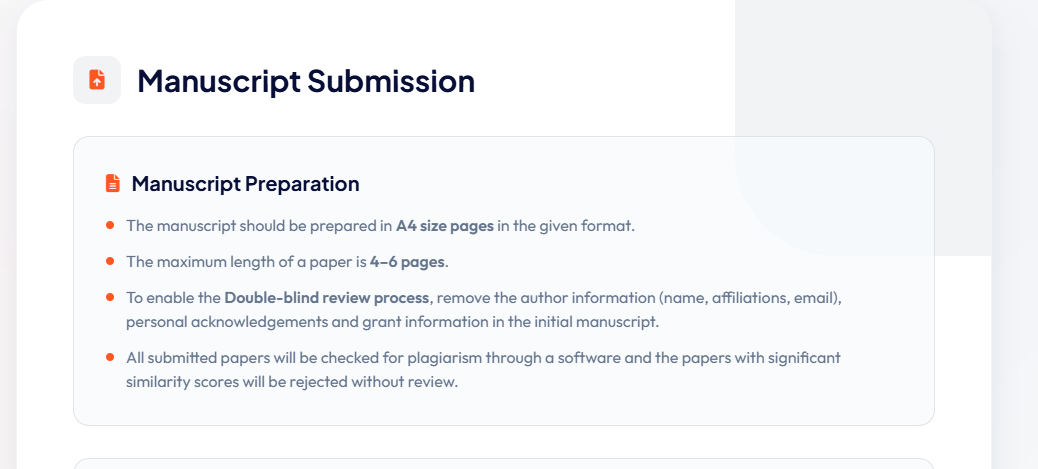 Manuscript Submission
Manuscript Preparation
The manuscript should be prepared in A4 size pages in the given format.
The maximum length of a paper is 4–6 pages.
To enable the Double-blind review process, remove the author information (name, affiliations, email),
personal acknowledgements and grant information in the initial manuscript.
All submitted papers will be checked for plagiarism through a software and the papers with significant
similarity scores will be rejected without review.